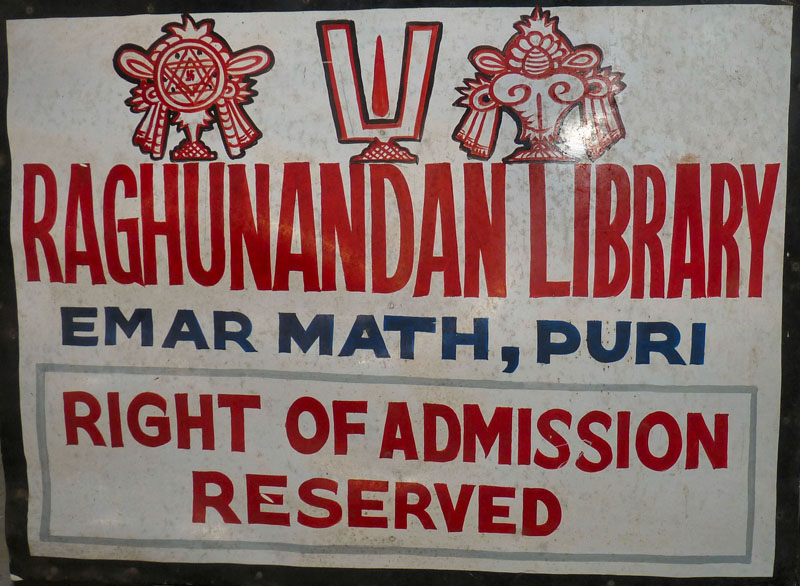 RAGHUNANDAN LIBRARY
EMAR MATH, PURI
RIGHT OF ADMISSION
RESERVED